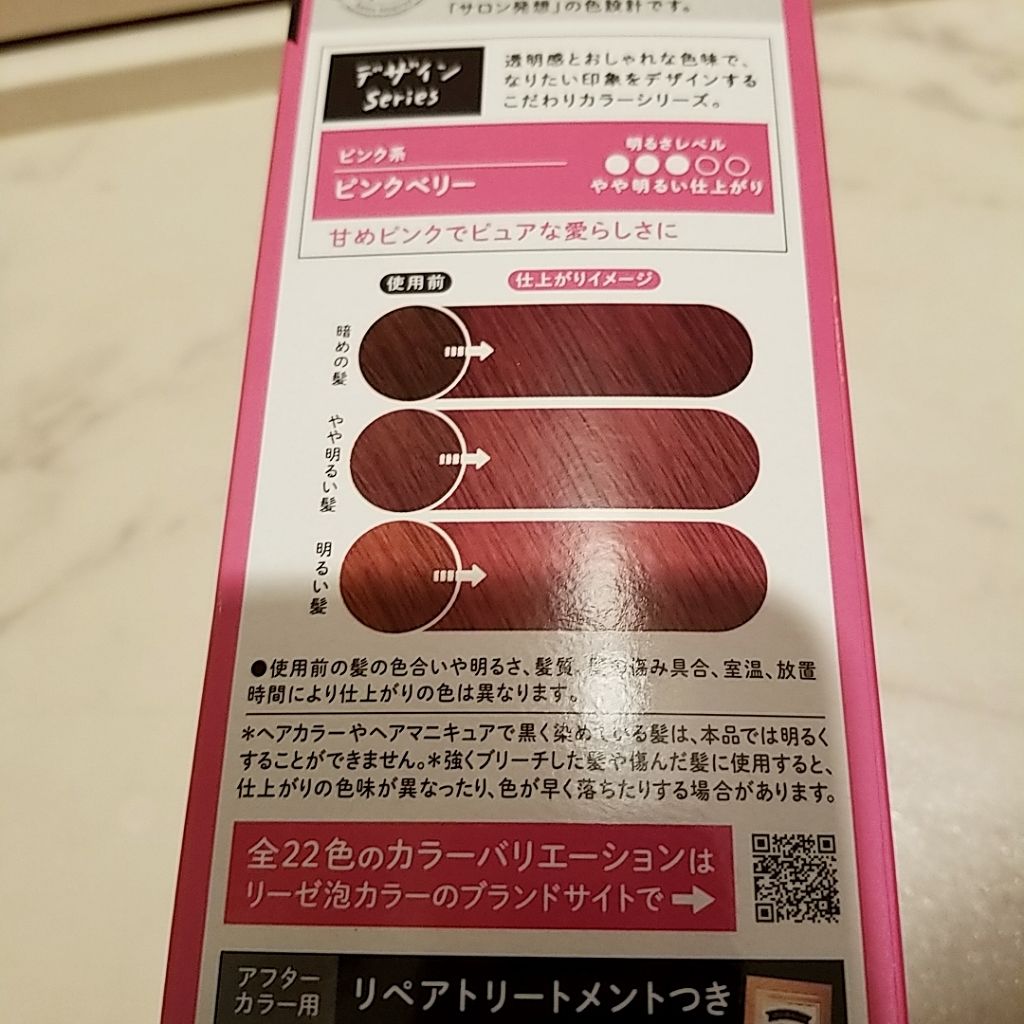 「サロン発想」の色設計です。
デザイン
Series
透明感とおしゃれな色味で、
なりたい印象をデザインする
こだわりカラーシリーズ。
ピンク系
ピンクベリー
明るさレベル
やや明るい仕上がり
甘めピンクでピュアな愛らしさに
使用前
仕上がりイメージ
暗めの髪
やや明るい髪
明るい髪
●使用前の髪の色合いや明るさ、髪質、髪の傷み具合、室温、放置
時間により仕上がりの色は異なります。
*ヘアカラーやヘアマニキュアで黒く染めている髪は、本品では明るく
することができません。*強くブリーチした髪や傷んだ髪に使用すると、
仕上がりの色味が異なったり、色が早く落ちたりする場合があります。
全22色のカラーバリエーションは
リーゼ泡カラーのブランドサイトで
アフター
カラー用
リペアトリートメントつき